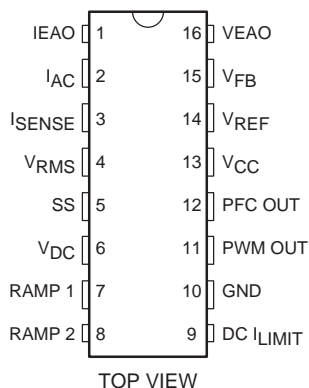 IEAO 1 16 VEAO
IAC 2 15 VFB
ISENSE 3 14 VREF
VRMS 4 13 VCC
SS 5 12 PFC OUT
VDC 6 11 PWM OUT
RAMP 1 7 10 GND
RAMP 2 8 9 DC ILIMIT
TOP VIEW